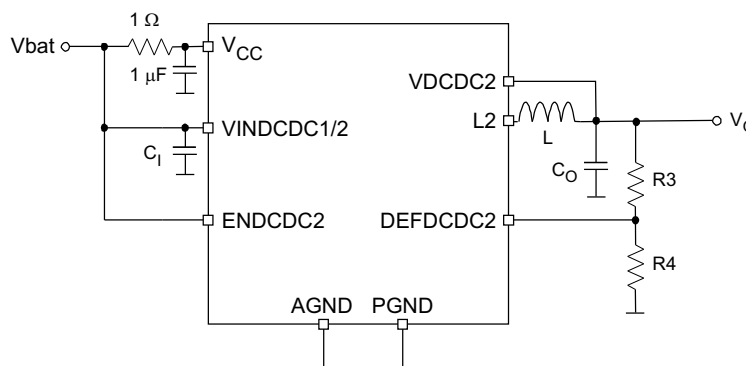 1 Ω
Vbat
VCC
1 μF
VDCDC2
L2
VINDCDC1/2
L
CI
CO
R3
ENDCDC2
DEFDCDC2
R4
AGND PGND